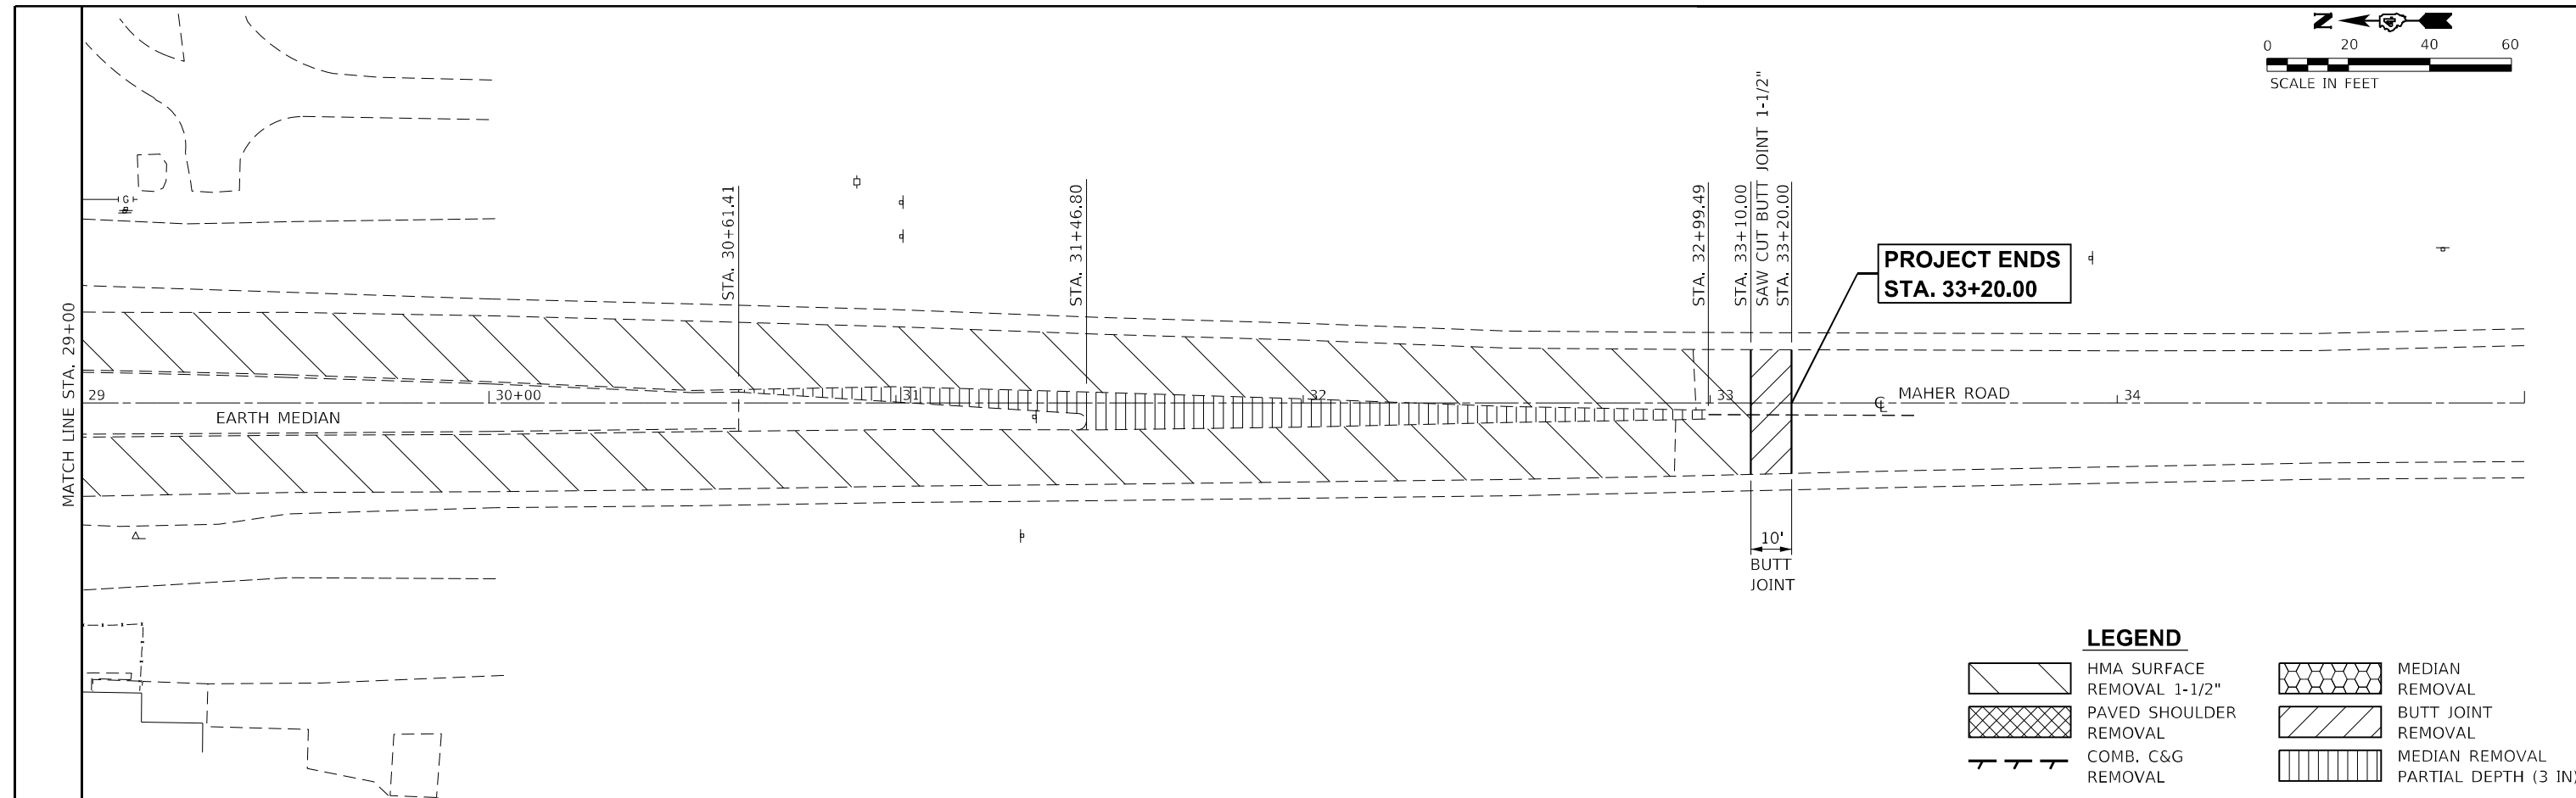 N
0 20 40 60
SCALE IN FEET
MATCH LINE STA. 29+00
G
STA. 30+61.41
STA. 31+46.80
STA. 32+99.49
STA. 33+10.00
SAW CUT BUTT JOINT 1-1/2"
STA. 33+20.00
PROJECT ENDS
STA. 33+20.00
29
30+00
31
32
33
34
EARTH MEDIAN
℄
MAHER ROAD
10'
BUTT
JOINT
LEGEND
HMA SURFACE
REMOVAL 1-1/2"
PAVED SHOULDER
REMOVAL
COMB. C&G
REMOVAL
MEDIAN
REMOVAL
BUTT JOINT
REMOVAL
MEDIAN REMOVAL
PARTIAL DEPTH (3 IN)